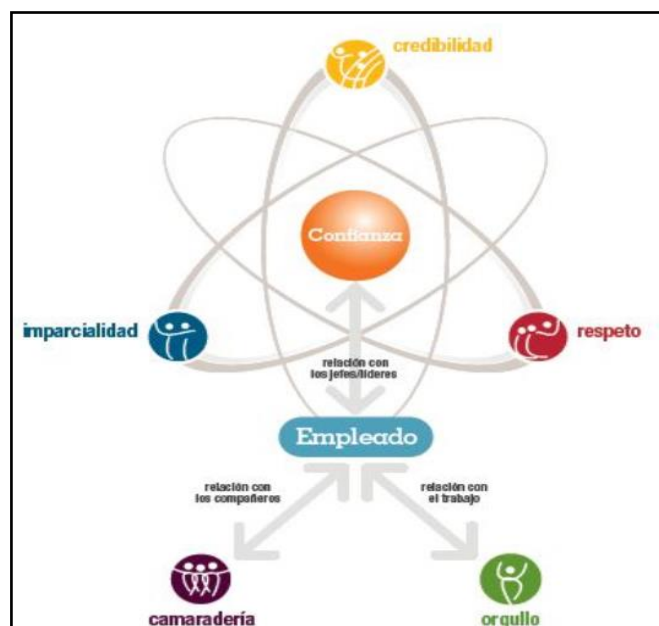 credibilidad
Confianza
imparcialidad
respeto
relación con
los jefes/líderes
Empleado
relación con
los compañeros
relación con
el trabajo
camaradería
orgullo